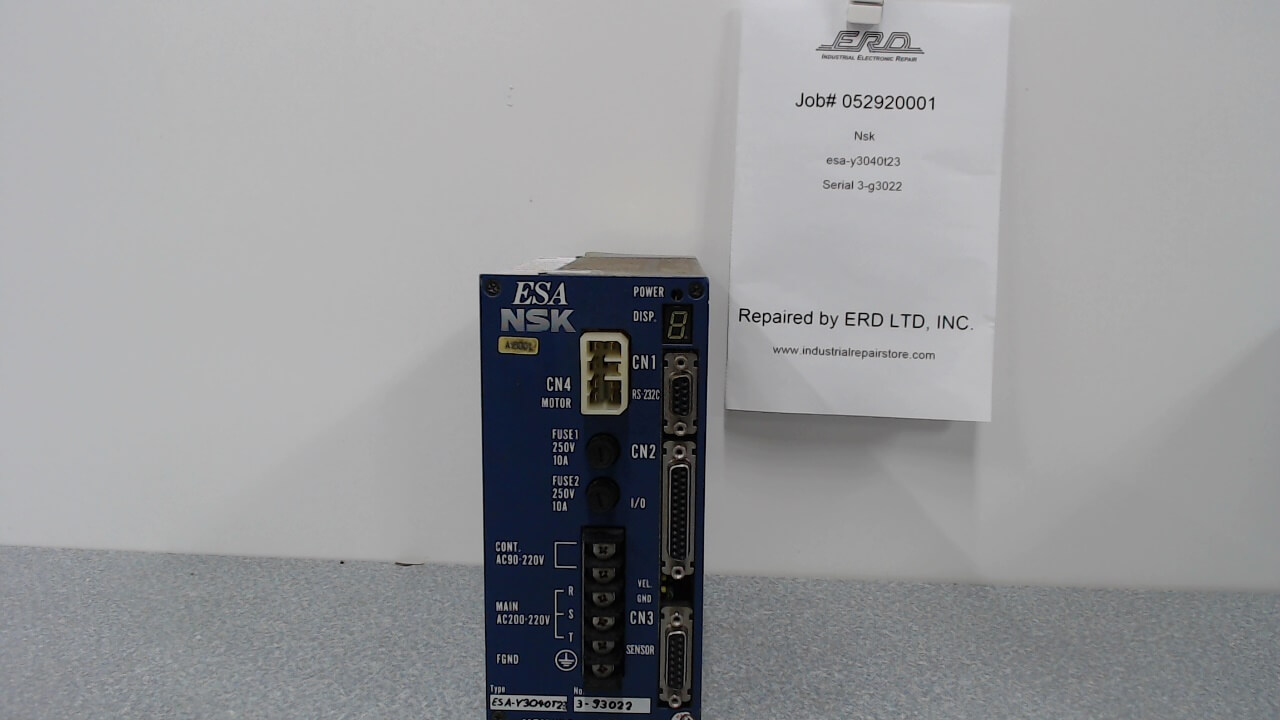 ERD
INDUSTRIAL ELECTRONIC REPAIR
Job# 052920001
Nsk
esa-y3040t23
Serial 3-g3022
Repaired by ERD LTD, INC.
www.industrialrepairstore.com
ESA
NSK
POWER
DISP.
8.
CN1
RS-232C
CN4
MOTOR
FUSE1
250V
10A
CN2
FUSE2
250V
10A
I/O
CONT.
AC90-220V
VEL.
GND
MAIN
AC200-220V
R
S
T
CN3
SENSOR
FGND
Type
ESA-Y3040T23
No.
3-93022